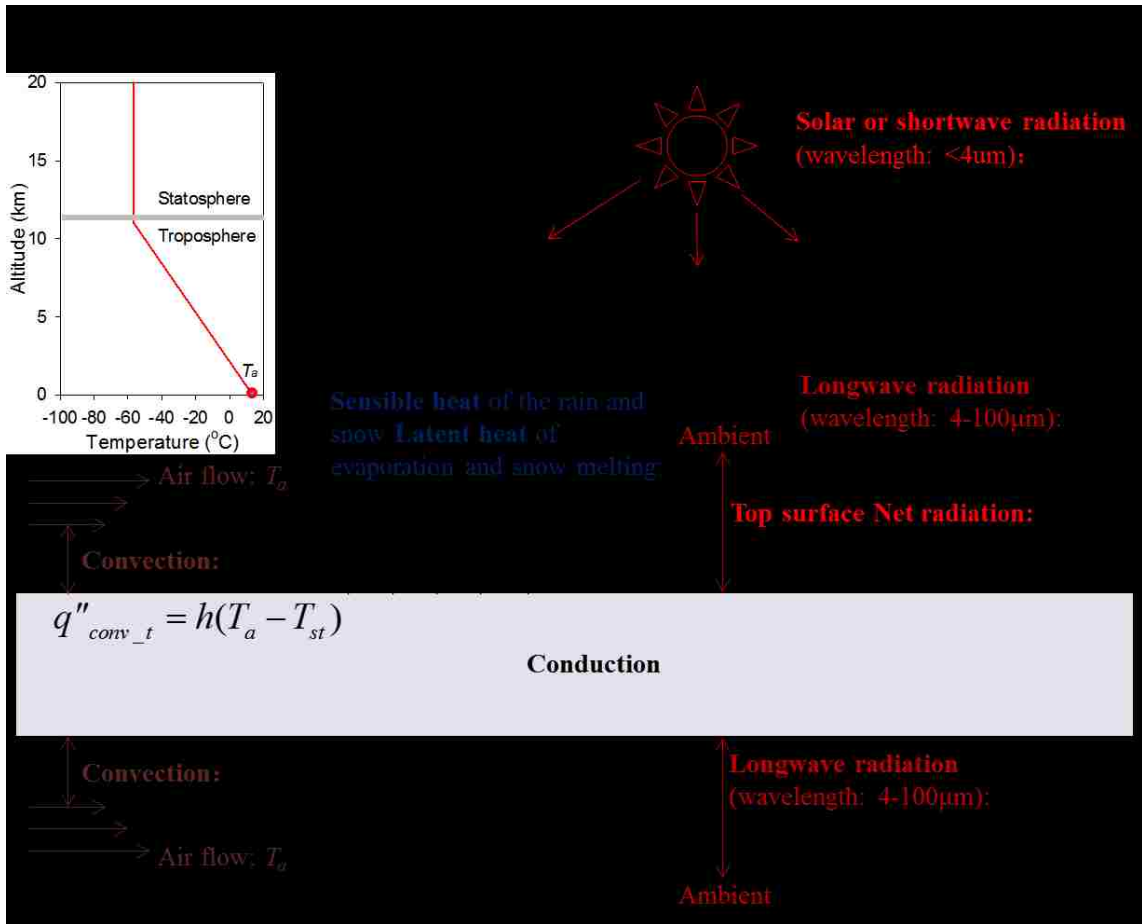 20
15
10
5
0
Altitude (km)
Statosphere
Troposphere
Ta
-100 -80 -60 -40 -20 0 20
Temperature (°C)
Solar or shortwave radiation
(wavelength: <4um):
Longwave radiation
(wavelength: 4-100μm):
Sensible heat of the rain and
snow Latent heat of
evaporation and snow melting:
Ambient
Air flow: Ta
Top surface Net radiation:
Convection:
q″conv_t = h(Ta − Tst)
Conduction
Convection:
Longwave radiation
(wavelength: 4-100μm):
Air flow: Ta
Ambient